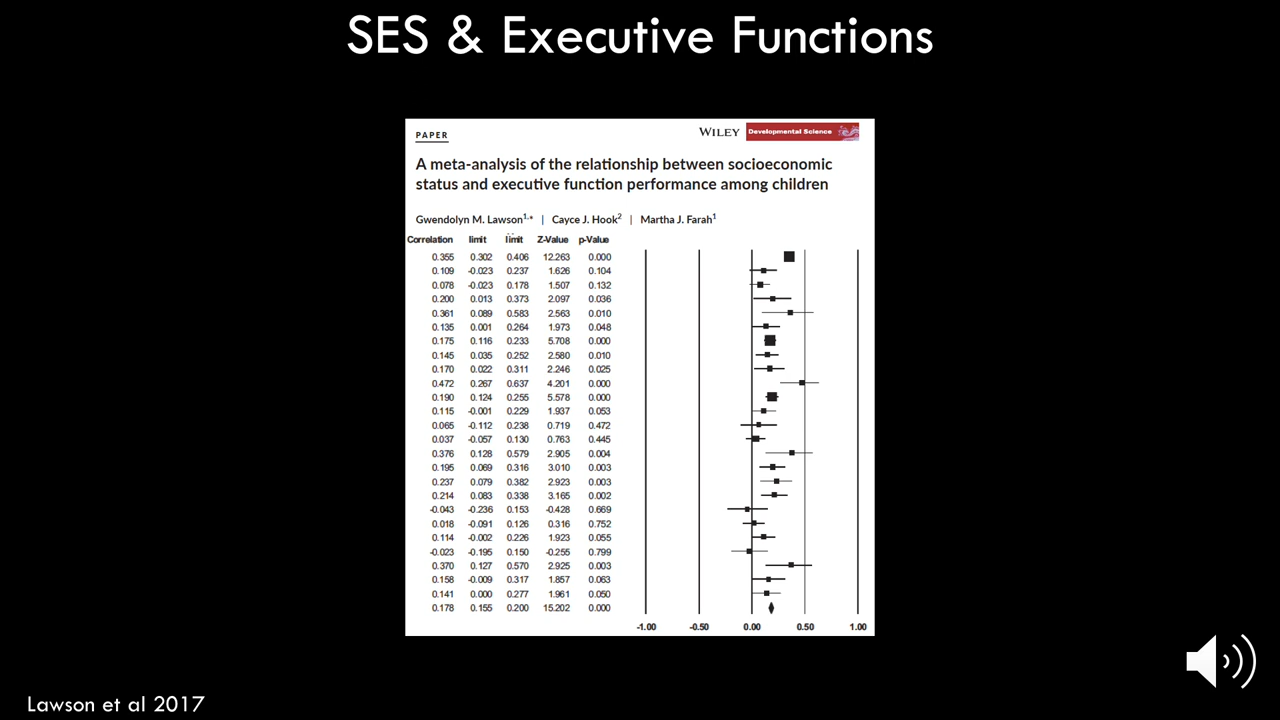 SES & Executive Functions
PAPER
WILEY Developmental Science
A meta-analysis of the relationship between socioeconomic
status and executive function performance among children
Gwendolyn M. Lawson1,* | Cayce J. Hook2 | Martha J. Farah1
Correlation limit limit Z-Value p-Value
0.355 0.302 0.406 12.263 0.000
0.109 -0.023 0.237 1.626 0.104
0.078 -0.023 0.178 1.507 0.132
0.200 0.013 0.373 2.097 0.036
0.361 0.089 0.583 2.563 0.010
0.135 0.001 0.264 1.973 0.048
0.175 0.116 0.233 5.708 0.000
0.145 0.035 0.252 2.580 0.010
0.170 0.022 0.311 2.246 0.025
0.472 0.267 0.637 4.201 0.000
0.190 0.124 0.255 5.578 0.000
0.115 -0.001 0.229 1.937 0.053
0.065 -0.112 0.238 0.719 0.472
0.037 -0.057 0.130 0.763 0.445
0.376 0.128 0.579 2.905 0.004
0.195 0.069 0.316 3.010 0.003
0.237 0.079 0.382 2.923 0.003
0.214 0.083 0.338 3.165 0.002
-0.043 -0.236 0.153 -0.428 0.669
0.018 -0.091 0.126 0.316 0.752
0.114 -0.002 0.226 1.923 0.055
-0.023 -0.195 0.150 -0.255 0.799
0.370 0.127 0.570 2.925 0.003
0.158 -0.009 0.317 1.857 0.063
0.141 0.000 0.277 1.961 0.050
0.178 0.155 0.200 15.202 0.000
-1.00 -0.50 0.00 0.50 1.00
Lawson et al 2017